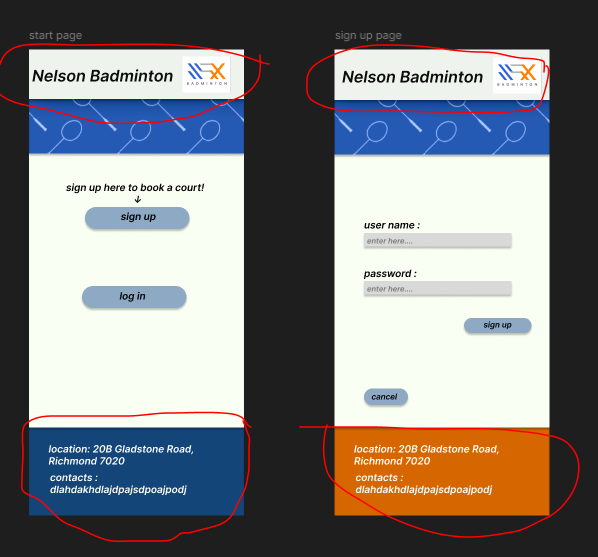 start page
Nelson Badminton
BADMINTON
sign up here to book a court!
↓
sign up
log in
location: 20B Gladstone Road,
Richmond 7020
contacts :
dlahdakhdlajdpajsdpoajpodj
sign up page
Nelson Badminton
BADMINTON
user name :
enter here....
password :
enter here....
sign up
cancel
location: 20B Gladstone Road,
Richmond 7020
contacts :
dlahdakhdlajdpajsdpoajpodj